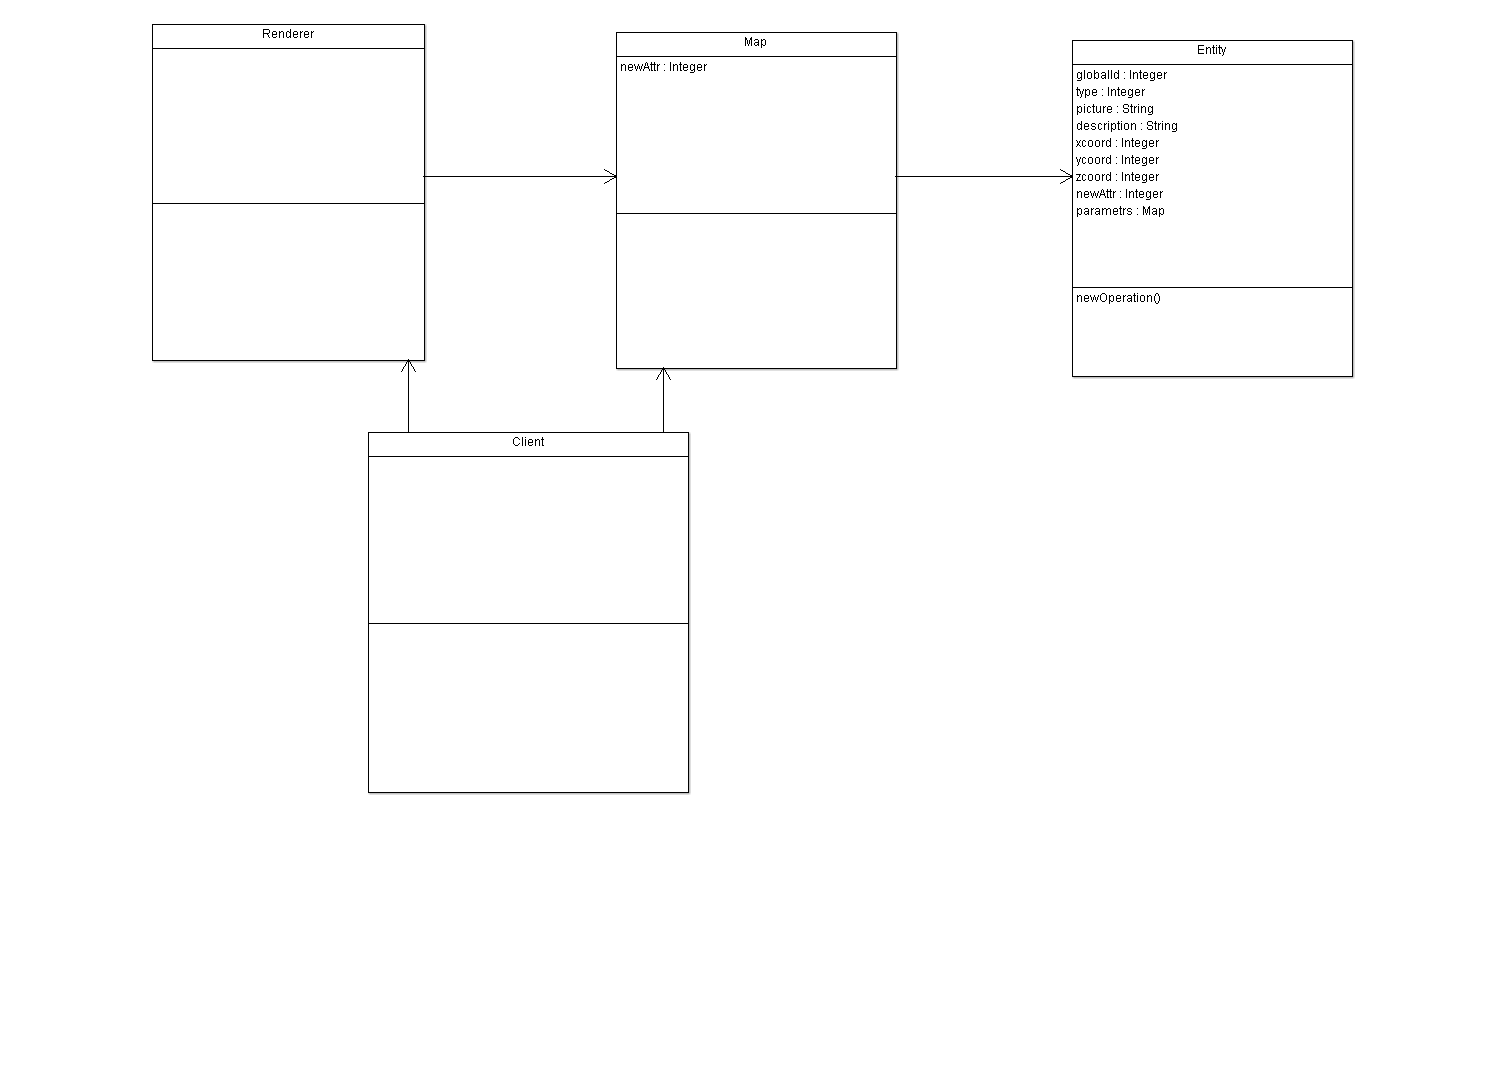 Renderer
Map
newAttr : Integer
Entity
globalId : Integer
type : Integer
picture : String
description : String
xcoord : Integer
ycoord : Integer
zcoord : Integer
newAttr : Integer
parametrs : Map
newOperation()
Client